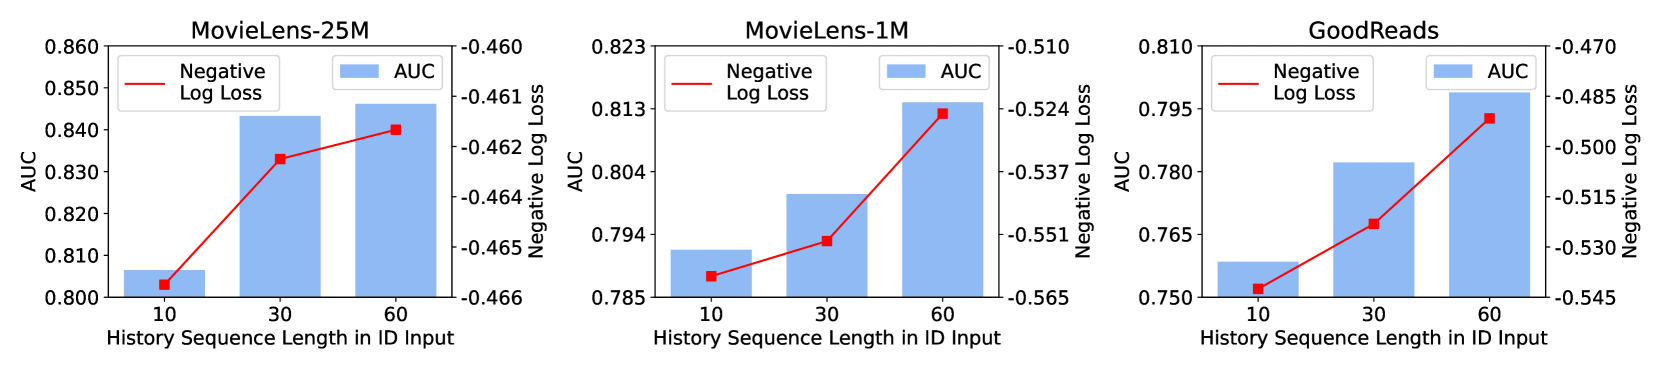 MovieLens-25M
0.860
0.850
0.840
0.830
0.820
0.810
0.800
AUC
Negative
Log Loss
AUC
-0.460
-0.461
-0.462
-0.464
-0.465
-0.466
Negative Log Loss
10 30 60
History Sequence Length in ID Input
MovieLens-1M
0.823
0.813
0.804
0.794
0.785
AUC
Negative
Log Loss
AUC
-0.510
-0.524
-0.537
-0.551
-0.565
Negative Log Loss
10 30 60
History Sequence Length in ID Input
GoodReads
0.810
0.795
0.780
0.765
0.750
AUC
Negative
Log Loss
AUC
-0.470
-0.485
-0.500
-0.515
-0.530
-0.545
Negative Log Loss
10 30 60
History Sequence Length in ID Input